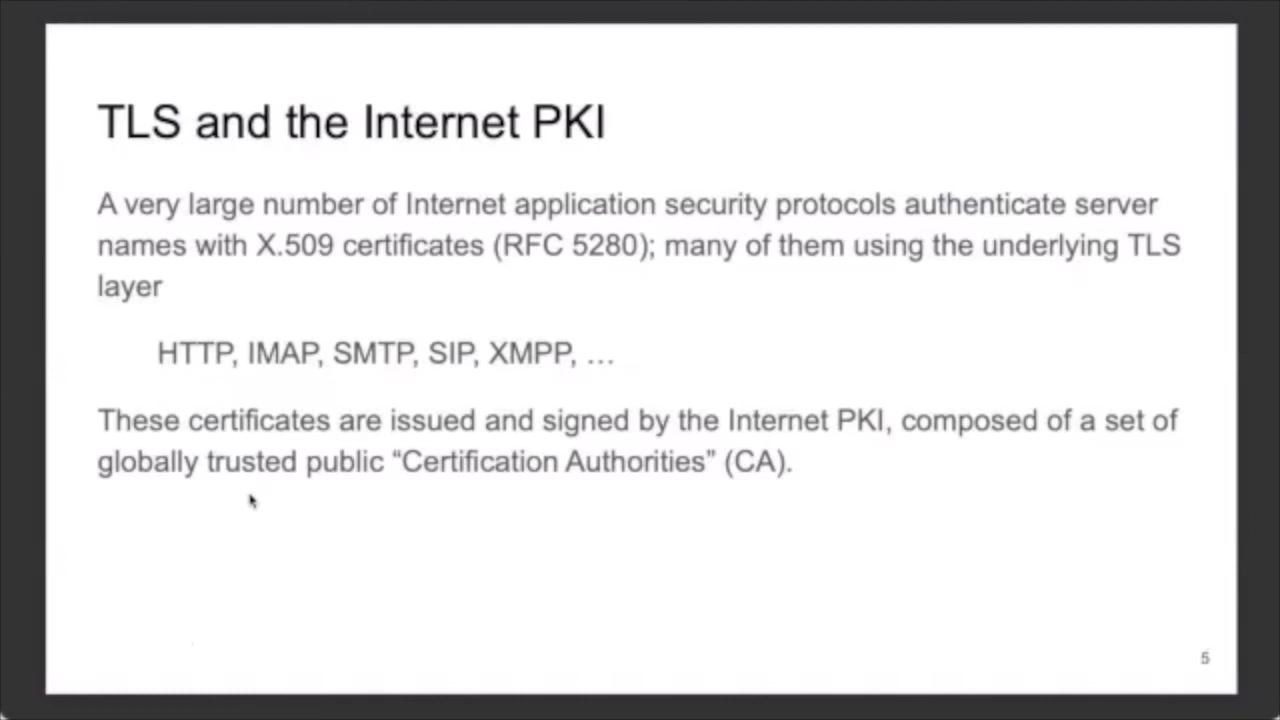 TLS and the Internet PKI
A very large number of Internet application security protocols authenticate server
names with X.509 certificates (RFC 5280); many of them using the underlying TLS
layer
HTTP, IMAP, SMTP, SIP, XMPP, …
These certificates are issued and signed by the Internet PKI, composed of a set of
globally trusted public “Certification Authorities” (CA).
5